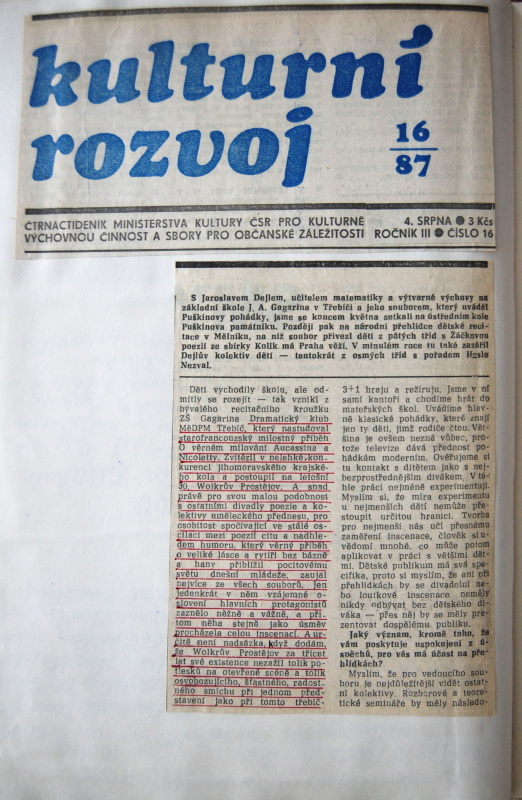 kulturní
rozvoj
16
87
ČTRNÁCTIDENÍK MINISTERSTVA KULTURY ČSR PRO KULTURNĚ
VÝCHOVNOU ČINNOST A SBORY PRO OBČANSKÉ ZÁLEŽITOSTI
4. SRPNA ● 3 Kčs
ROČNÍK III ● ČÍSLO 16
S Jaroslavem Dejlem, učitelem matematiky a výtvarné výchovy na
základní škole J. A. Gagarina v Třebíči a jeho souborem, který uváděl
Puškinovy pohádky, jsme se koncem května setkali na ústředním kole
Puškinova památníku. Později pak na národní přehlídce dětské reci-
tace v Mělníku, na niž soubor přivezl děti z pátých tříd s Žáčkovou
poezií ze sbírky Kolik má Praha věží. V minulém roce tu také zazářil
Dejlův kolektiv dětí — tentokrát z osmých tříd s pořadem Heslo
Nezval.
Děti vychodily školu, ale od-
mítly se rozejít — tak vznikl z
bývalého recitačního kroužku
ZŠ Gagarina Dramatický klub
MěDPM Třebíč, který nastudoval
starofrancouzský milostný příběh
O věrném milování Aucassina a
Nicoletty. Zvítězil v nelehké kon-
kurenci jihomoravského krajské-
ho kola a postoupil na letošní
30. Wolkrův Prostějov. A snad
právě pro svou malou podobnost
s ostatními divadly poezie a ko-
lektivy uměleckého přednesu, pro
osobitost spočívající ve stálé os-
cilaci mezi poezií citu a nadhle-
dem humoru, který věrný příběh
o veliké lásce a rytíři bez bázně
a hany přiblížil pocitovému
světu dnešní mládeže, zaujal
nejvíce ze všech souborů. Jen
jedenkrát v něm vzájemné o-
slovení hlavních protagonistů
zaznělo něžně a vážně, a při-
tom něha stejně jako úsměv
procházela celou inscenací. A ur-
čitě není nadsázka, když dodám,
že Wolkrův Prostějov za třicet
let své existence nezažil tolik po-
tlesků na otevřené scéně a tolik
osvobozujícího, šťastného, radost-
ného smíchu při jednom před-
stavení jako při tomto třebíč-
3+1 hraju a režíruju. Jsme v ní
samí kantoři a chodíme hrát do
mateřských škol. Uvádíme hlav-
ně klasické pohádky, které znají
jen ty děti, jimž rodiče čtou. Vět-
šina je ovšem nezná vůbec, pro-
tože televize dává přednost po-
hádkám moderním. Ověřujeme si
tu kontakt s dítětem jako s nej-
bezprostřednějším divákem. V té-
hle práci nejméně experimentuji.
Myslím si, že míra experimentu
u nejmenších dětí nemůže pře-
stoupit určitou hranici. Tvorba
pro nejmenší nás učí přesnému
zaměření inscenace, člověk si u-
vědomí mnohé, co může potom
aplikovat v práci s většími dět-
mi. Dětské publikum má svá spe-
cifika, proto si myslím, že ani při
přehlídkách by se divadelní ne-
bo loutkové inscenace neměly
nikdy odbývat bez dětského di-
váka — přes něj by se měly pre-
zentovat dospělému publiku.
Jaký význam, kromě toho, že
vám poskytuje uspokojení z ú-
spěchů, pro vás má účast na pře-
hlídkách?
Myslím, že pro vedoucího sou-
boru je nejdůležitější vidět ostat-
ní kolektivy. Rozborové a teore-
tické semináře by měly následo-